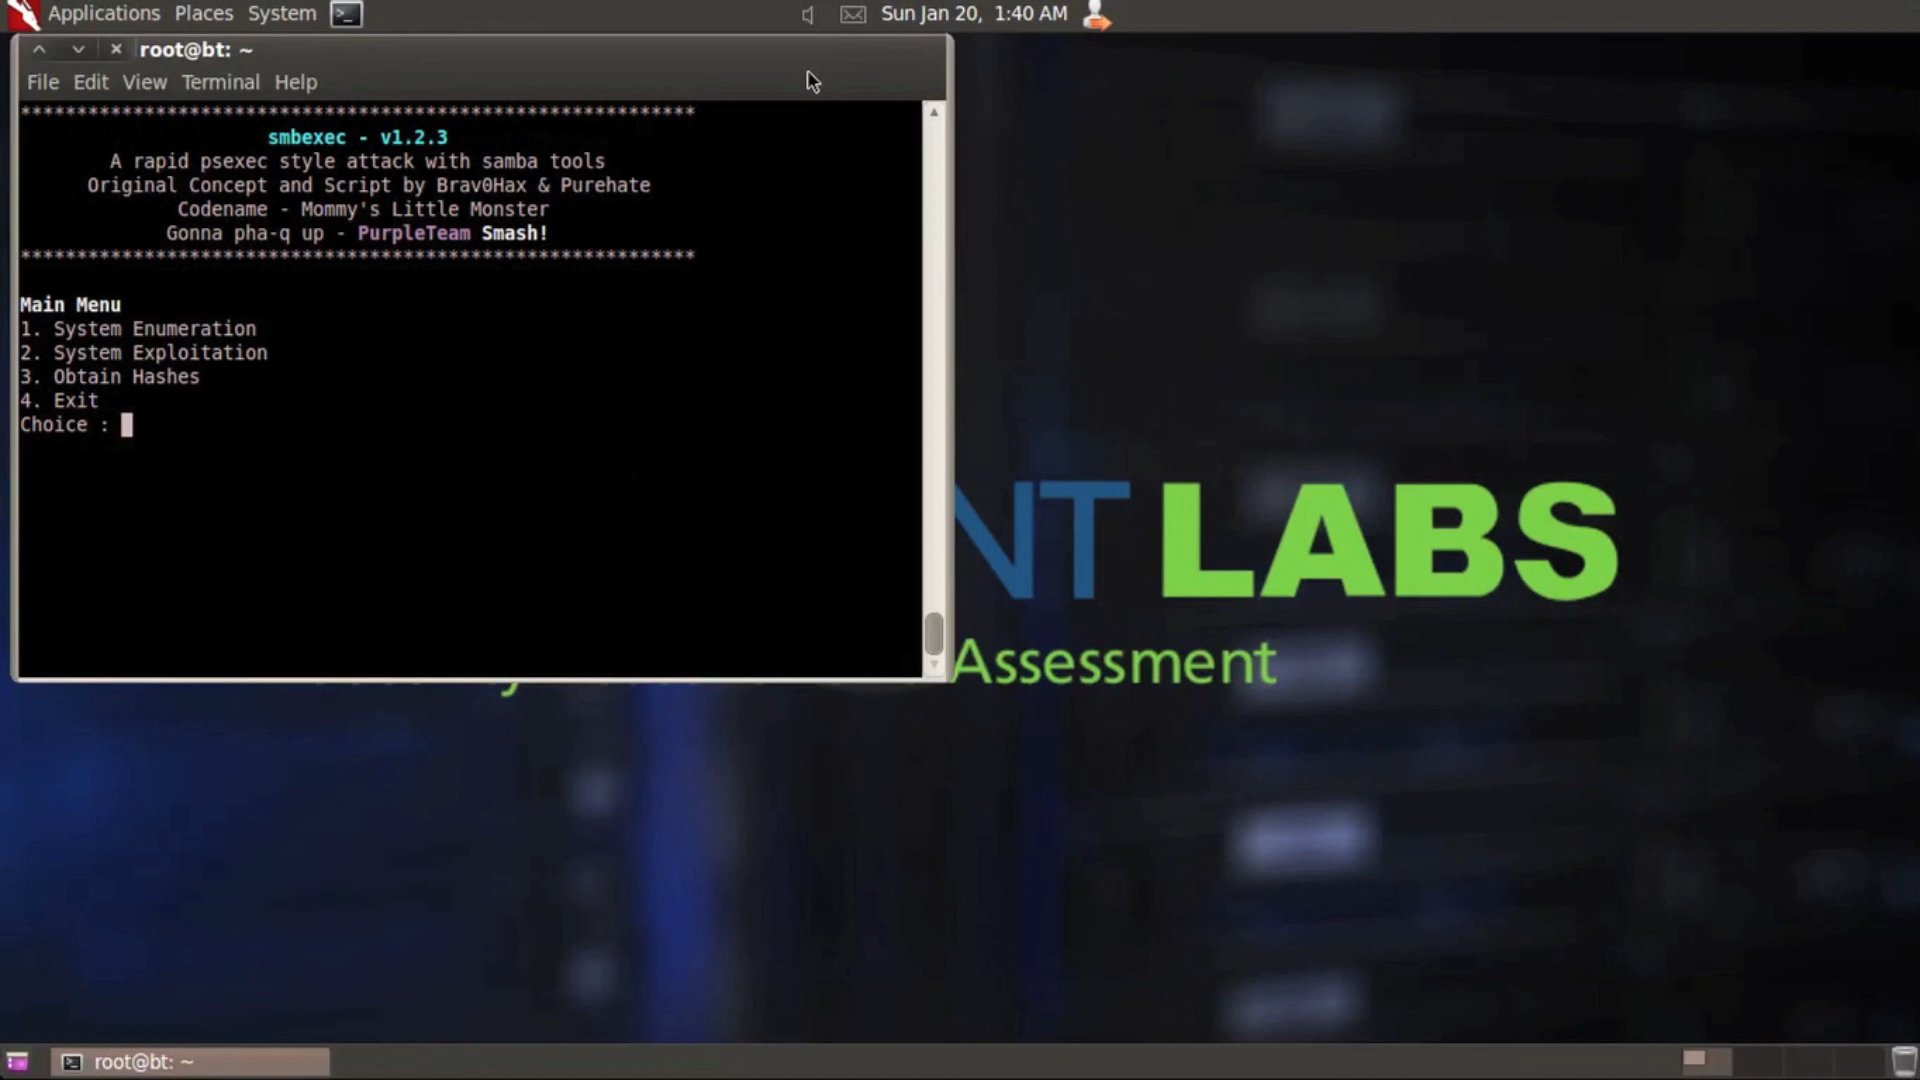 Applications Places System Sun Jan 20, 1:40 AM
root@bt: ~
File Edit View Terminal Help
************************************************************
smbexec - v1.2.3
A rapid psexec style attack with samba tools
Original Concept and Script by Brav0Hax & Purehate
Codename - Mommy's Little Monster
Gonna pha-q up - PurpleTeam Smash!
************************************************************
Main Menu
1. System Enumeration
2. System Exploitation
3. Obtain Hashes
4. Exit
Choice :
NT LABS
Assessment
root@bt: ~